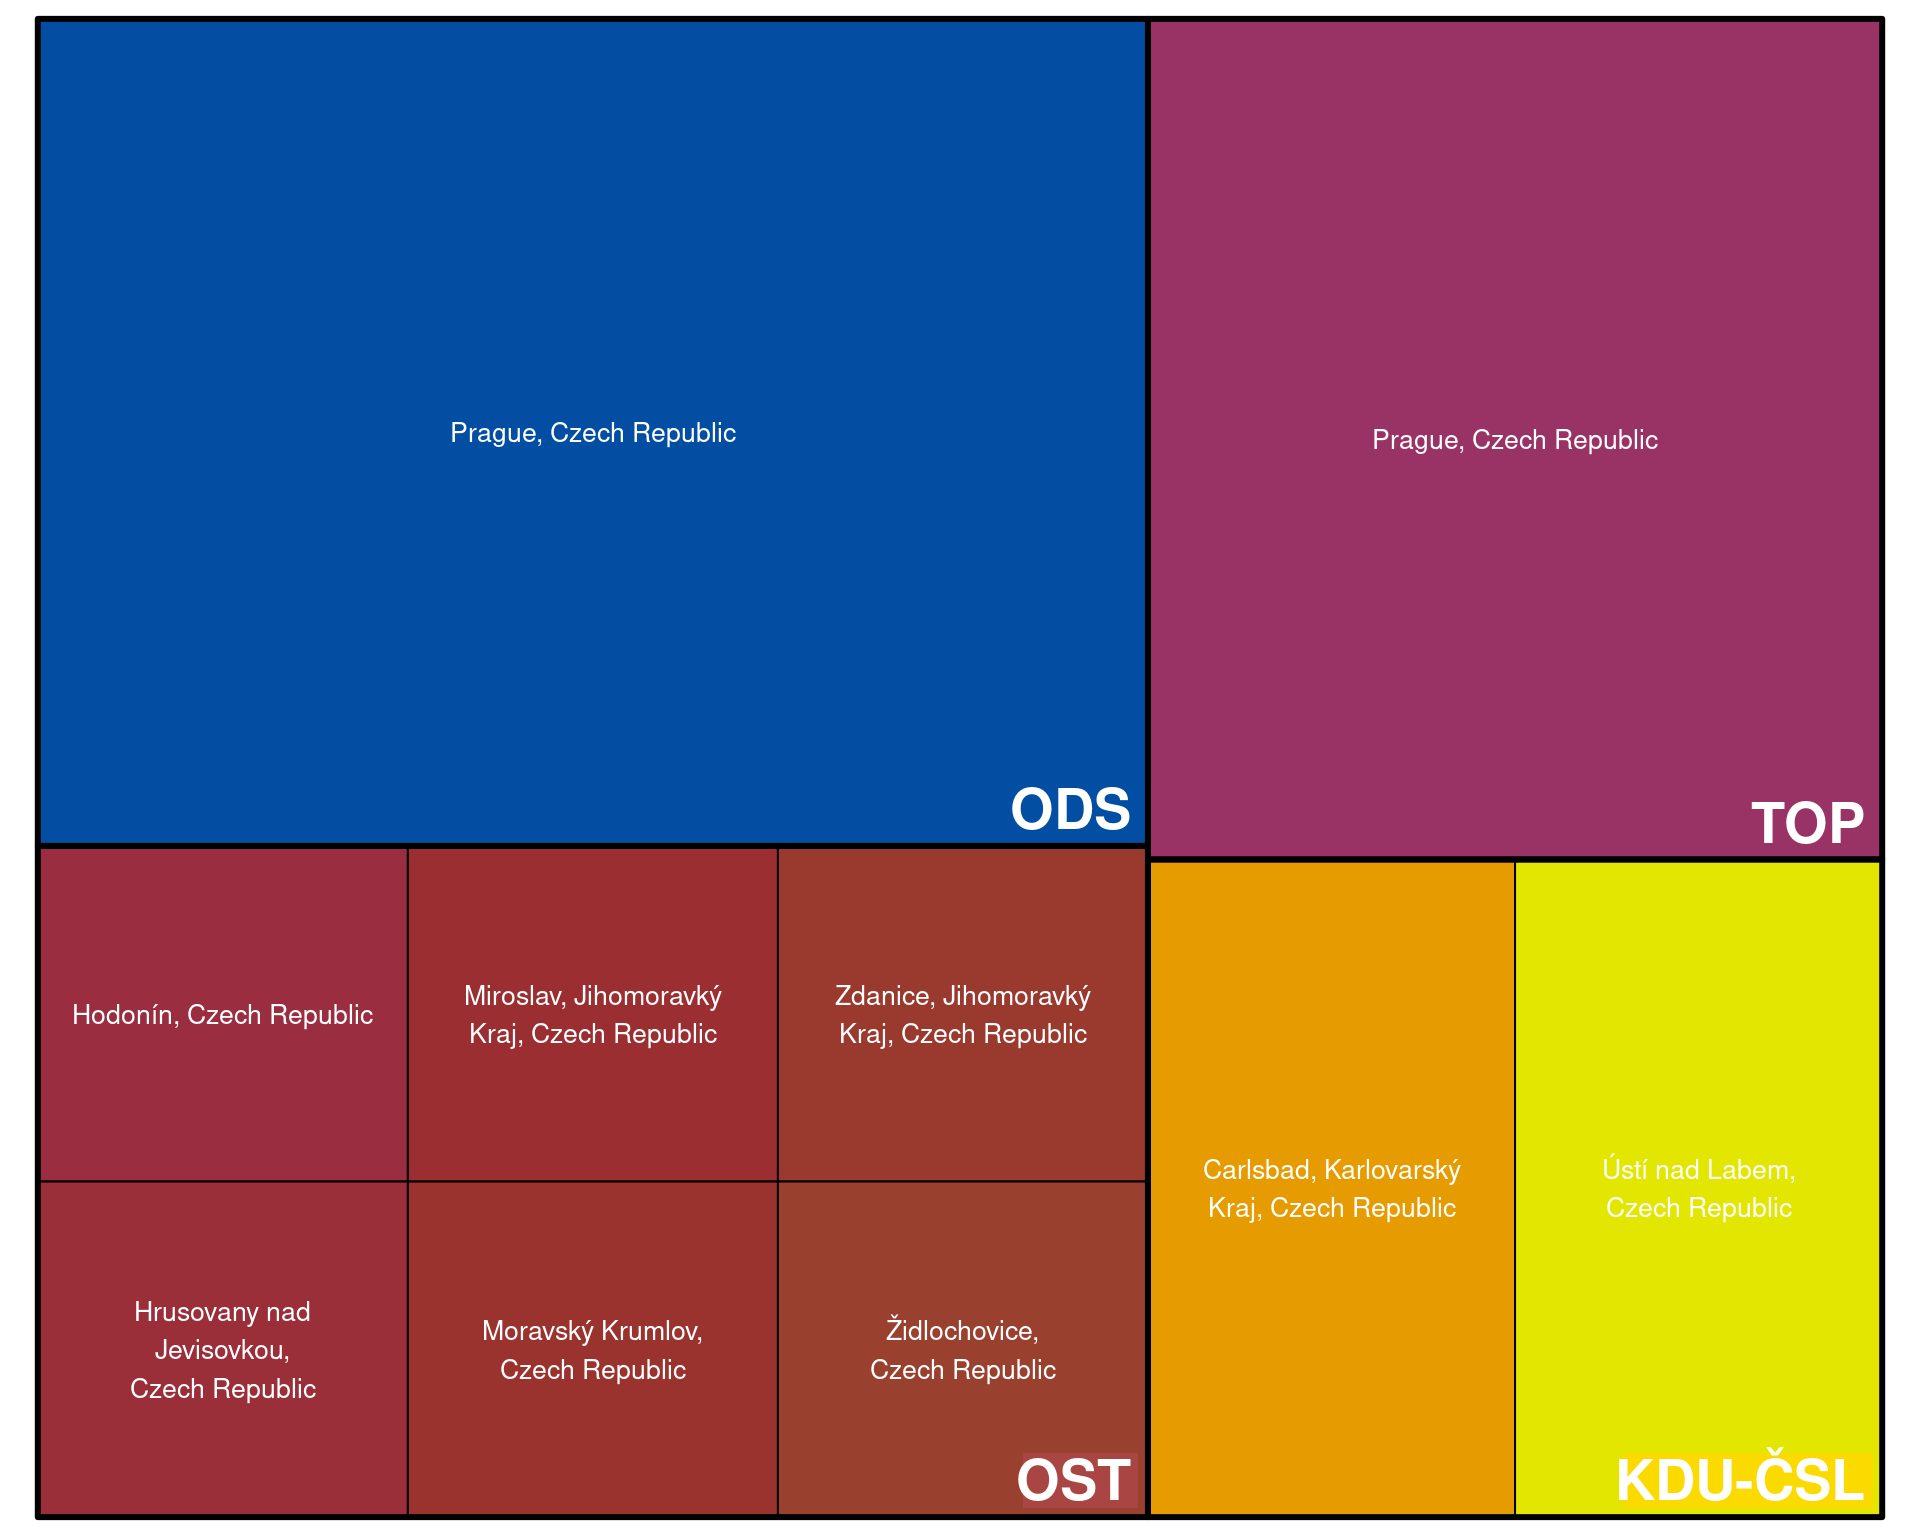 Prague, Czech Republic
ODS
Prague, Czech Republic
TOP
Hodonín, Czech Republic
Miroslav, Jihomoravký
Kraj, Czech Republic
Zdanice, Jihomoravký
Kraj, Czech Republic
Hrusovany nad
Jevisovkou,
Czech Republic
Moravský Krumlov,
Czech Republic
Židlochovice,
Czech Republic
OST
Carlsbad, Karlovarský
Kraj, Czech Republic
Ústí nad Labem,
Czech Republic
KDU-ČSL